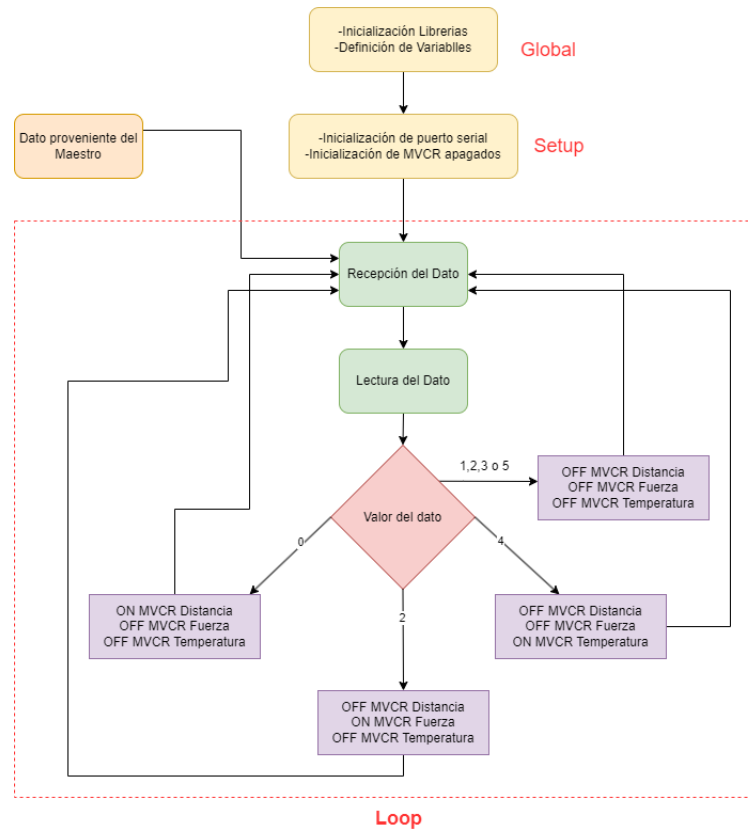 -Inicialización Librerias
-Definición de Variablles
Global
Dato proveniente del
Maestro
-Inicialización de puerto serial
-Inicialización de MVCR apagados
Setup
Recepción del Dato
Lectura del Dato
1,2,3 o 5
OFF MVCR Distancia
OFF MVCR Fuerza
OFF MVCR Temperatura
Valor del dato
0
4
ON MVCR Distancia
OFF MVCR Fuerza
OFF MVCR Temperatura
OFF MVCR Distancia
OFF MVCR Fuerza
ON MVCR Temperatura
2
OFF MVCR Distancia
ON MVCR Fuerza
OFF MVCR Temperatura
Loop